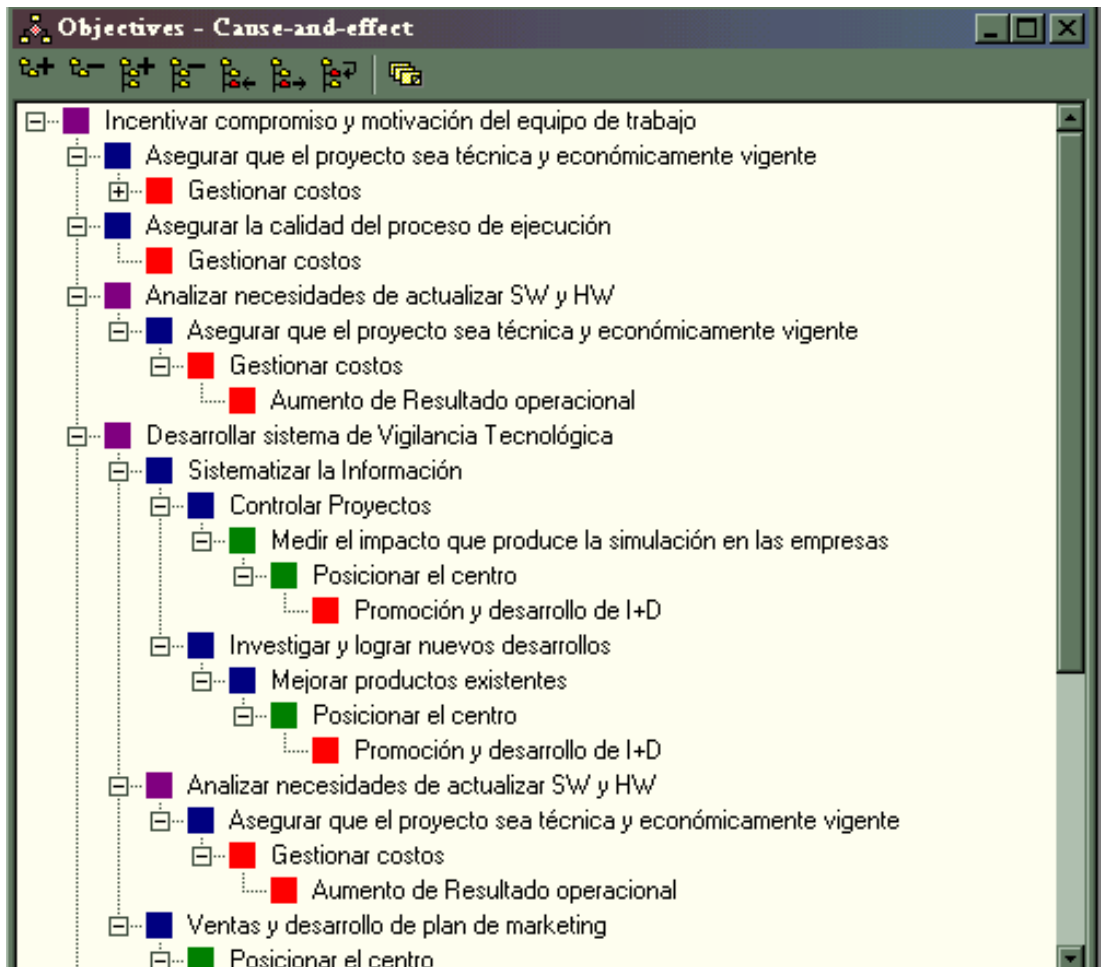 Objectives - Cause-and-effect
Incentivar compromiso y motivación del equipo de trabajo
Asegurar que el proyecto sea técnica y económicamente vigente
Gestionar costos
Asegurar la calidad del proceso de ejecución
Gestionar costos
Analizar necesidades de actualizar SW y HW
Asegurar que el proyecto sea técnica y económicamente vigente
Gestionar costos
Aumento de Resultado operacional
Desarrollar sistema de Vigilancia Tecnológica
Sistematizar la Información
Controlar Proyectos
Medir el impacto que produce la simulación en las empresas
Posicionar el centro
Promoción y desarrollo de I+D
Investigar y lograr nuevos desarrollos
Mejorar productos existentes
Posicionar el centro
Promoción y desarrollo de I+D
Analizar necesidades de actualizar SW y HW
Asegurar que el proyecto sea técnica y económicamente vigente
Gestionar costos
Aumento de Resultado operacional
Ventas y desarrollo de plan de marketing
Posicionar el centro